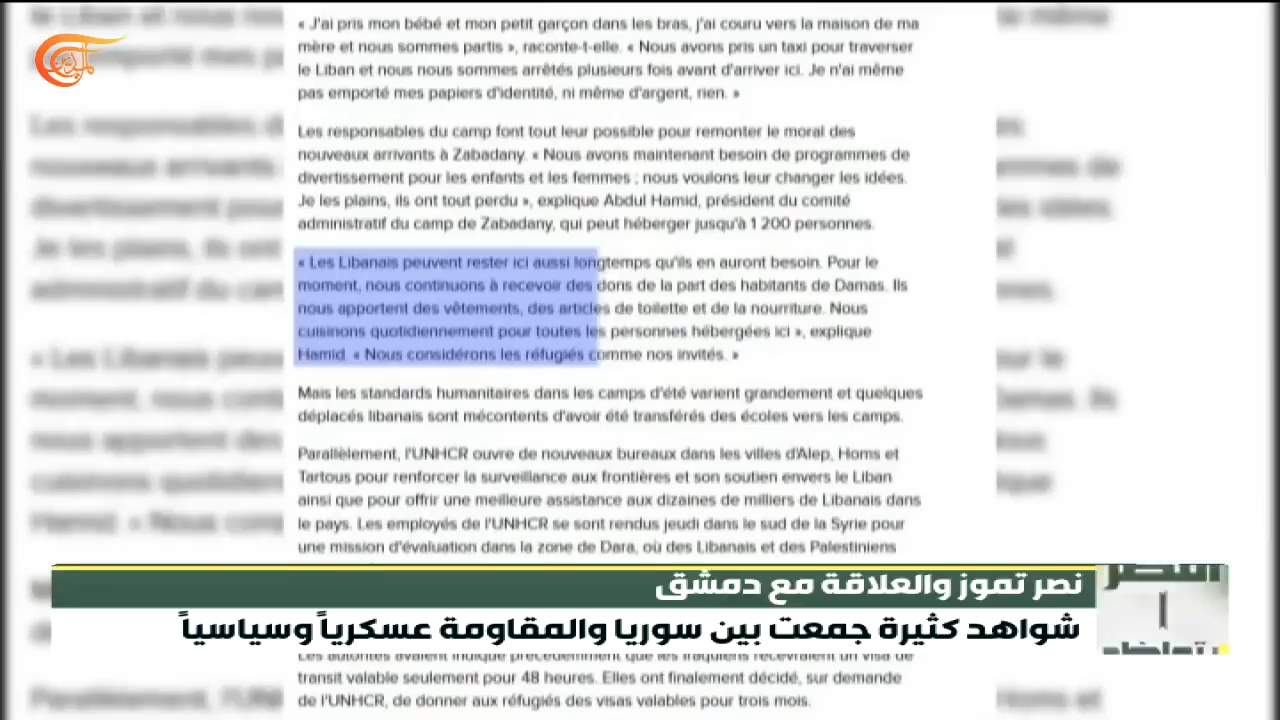 « J'ai pris mon bébé et mon petit garçon dans les bras, j'ai couru vers la maison de ma
mère et nous sommes partis », raconte-t-elle. « Nous avons pris un taxi pour traverser
le Liban et nous nous sommes arrêtés plusieurs fois avant d'arriver ici. Je n'ai même
pas emporté mes papiers d'identité, ni même d'argent, rien. »
Les responsables du camp font tout leur possible pour remonter le moral des
nouveaux arrivants à Zabadany. « Nous avons maintenant besoin de programmes de
divertissement pour les enfants et les femmes ; nous voulons leur changer les idées.
Je les plains, ils ont tout perdu », explique Abdul Hamid, président du comité
administratif du camp de Zabadany, qui peut héberger jusqu'à 1 200 personnes.
« Les Libanais peuvent rester ici aussi longtemps qu'ils en auront besoin. Pour le
moment, nous continuons à recevoir des dons de la part des habitants de Damas. Ils
nous apportent des vêtements, des articles de toilette et de la nourriture. Nous
cuisinons quotidiennement pour toutes les personnes hébergées ici », explique
Hamid. « Nous considérons les réfugiés comme nos invités. »
Mais les standards humanitaires dans les camps d'été varient grandement et quelques
déplacés libanais sont mécontents d'avoir été transférés des écoles vers les camps.
Parallèlement, l'UNHCR ouvre de nouveaux bureaux dans les villes d'Alep, Homs et
Tartous pour renforcer la surveillance aux frontières et son soutien envers le Liban
ainsi que pour offrir une meilleure assistance aux dizaines de milliers de Libanais dans
le pays. Les employés de l'UNHCR se sont rendus jeudi dans le sud de la Syrie pour
une mission d'évaluation dans la zone de Dara, où des Libanais et des Palestiniens
نصر تموز والعلاقة مع دمشق
شواهد كثيرة جمعت بين سوريا والمقاومة عسكرياً وسياسياً
Les autorités avaient indiqué précédemment que les Iraquiens recevraient un visa de
transit valable seulement pour 48 heures. Elles ont finalement décidé, sur demande
de l'UNHCR, de donner aux réfugiés des visas valables pour trois mois.